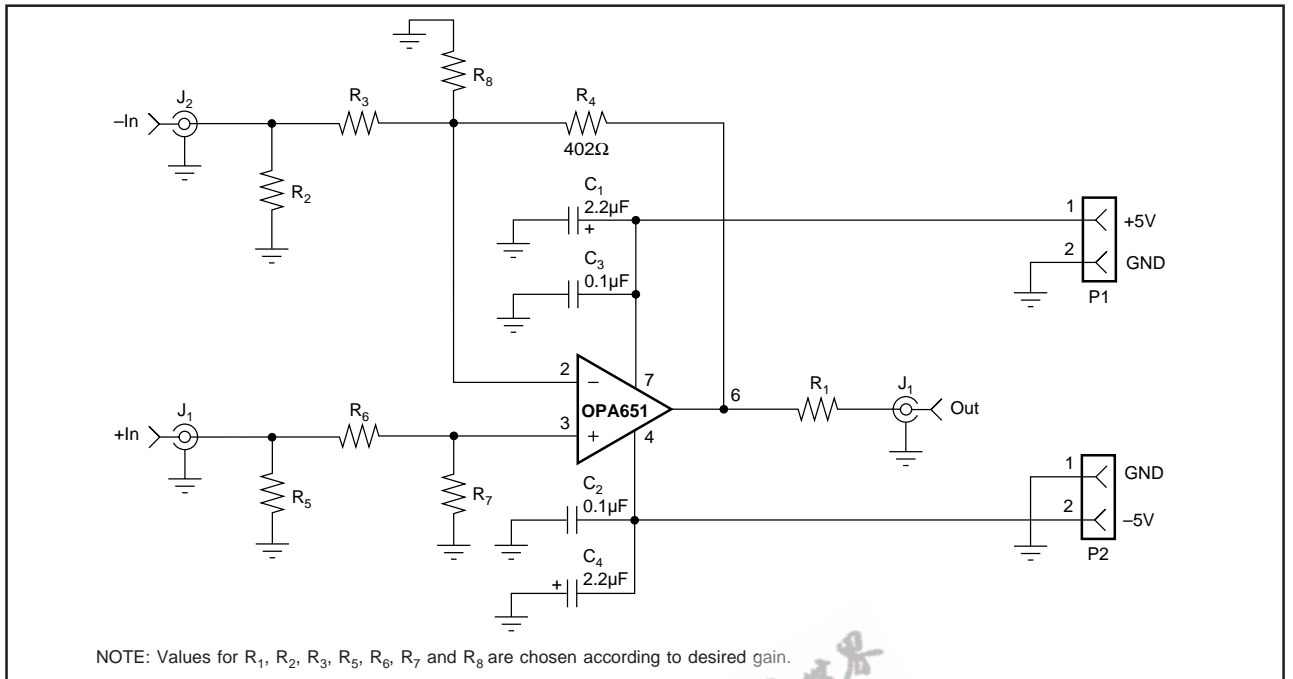 R8
J2
R3
R4
–In
402Ω
R2
C1
2.2µF
+
1
+5V
C3
0.1µF
2
GND
P1
2
–
7
OPA651
6
R1
J1
Out
J1
R6
+In
3
+
4
R5
R7
C2
0.1µF
1
GND
2
–5V
P2
C4
+
2.2µF
NOTE: Values for R1, R2, R3, R5, R6, R7 and R8 are chosen according to desired gain.